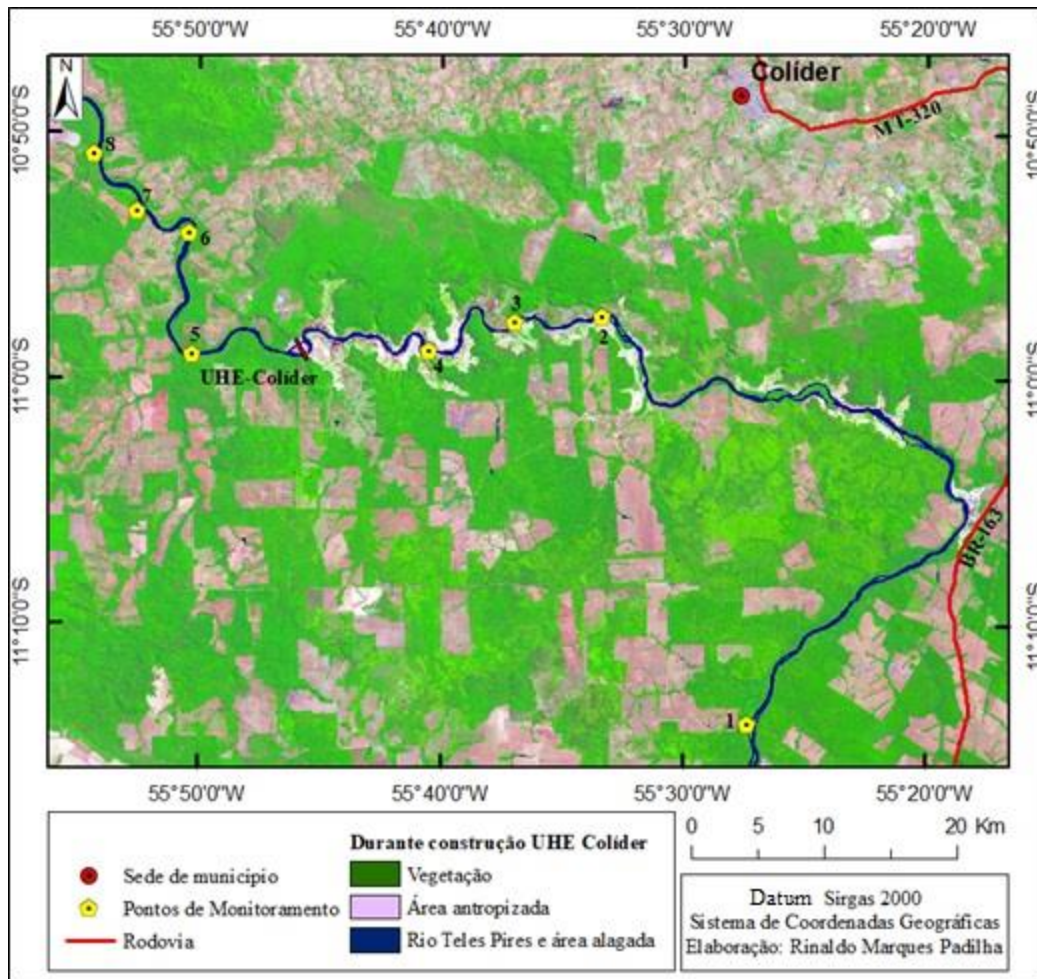 55°50'0"W 55°40'0"W 55°30'0"W 55°20'0"W
N
Colíder
MT-320
10°50'0"S
10°50'0"S
8
7
6
5
UHE-Colíder
4
3
2
11°0'0"S
11°0'0"S
BR-163
11°10'0"S
11°10'0"S
1
55°50'0"W 55°40'0"W 55°30'0"W 55°20'0"W
Sede de municipio
Pontos de Monitoramento
Rodovia
Durante construção UHE Colíder
Vegetação
Área antropizada
Rio Teles Pires e área alagada
0 5 10 20 Km
Datum Sirgas 2000
Sistema de Coordenadas Geográficas
Elaboração: Rinaldo Marques Padilha